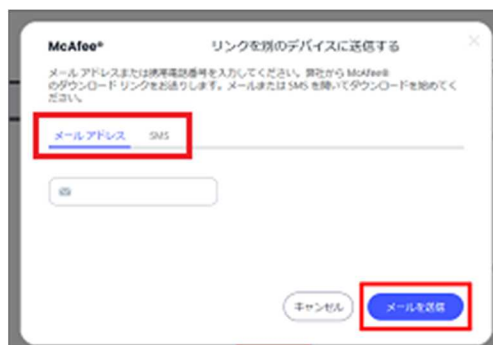 McAfee® リンクを別のデバイスに送信する
メール アドレスまたは携帯電話番号を入力してください。弊社から McAfee®
のダウンロード リンクをお送りします。メールまたは SMS を開いてダウンロードを始めてく
ださい。
メール アドレス SMS
キャンセル メールを送信